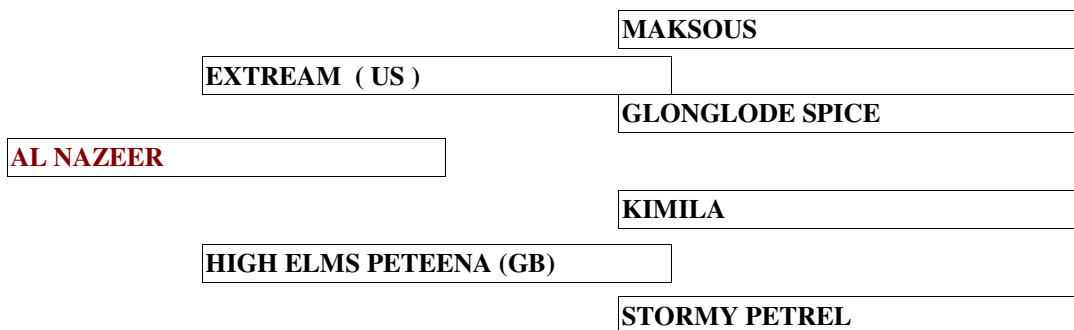 MAKSOUS
EXTREAM ( US )
GLONGLODE SPICE
AL NAZEER
KIMILA
HIGH ELMS PETEENA (GB)
STORMY PETREL